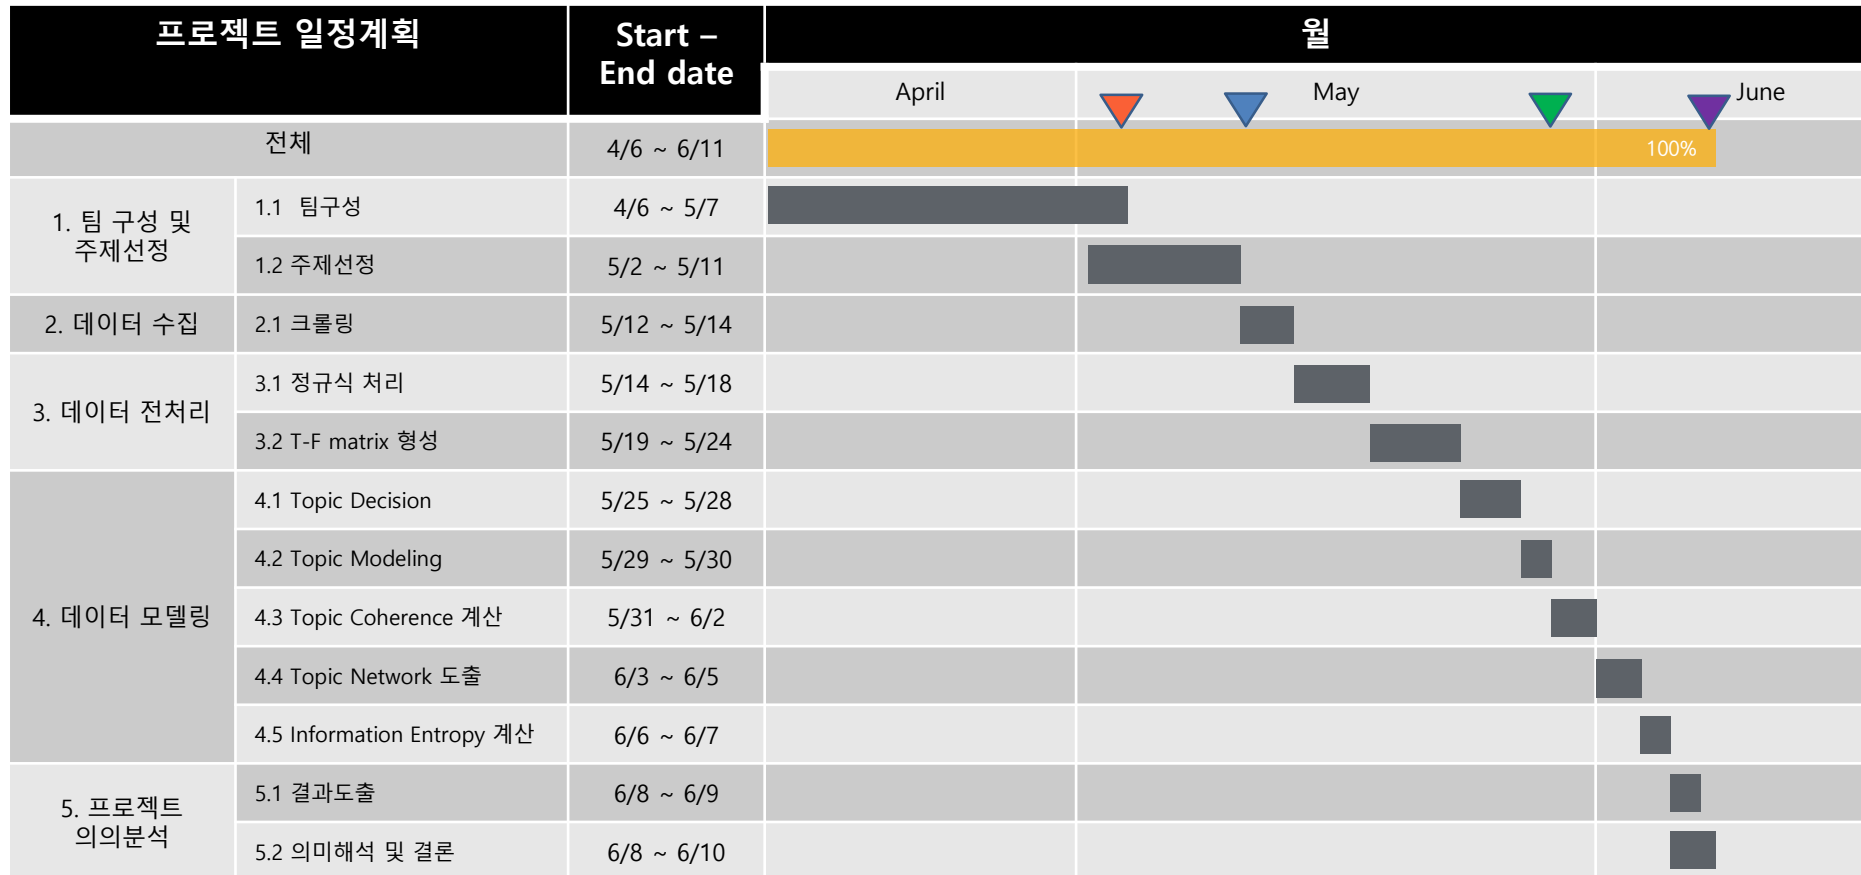 프로젝트 일정계획
Start –
End date
월
April
May
June
전체
4/6 ~ 6/11
100%
1. 팀 구성 및
주제선정
1.1 팀구성
4/6 ~ 5/7
1.2 주제선정
5/2 ~ 5/11
2. 데이터 수집
2.1 크롤링
5/12 ~ 5/14
3. 데이터 전처리
3.1 정규식 처리
5/14 ~ 5/18
3.2 T-F matrix 형성
5/19 ~ 5/24
4. 데이터 모델링
4.1 Topic Decision
5/25 ~ 5/28
4.2 Topic Modeling
5/29 ~ 5/30
4.3 Topic Coherence 계산
5/31 ~ 6/2
4.4 Topic Network 도출
6/3 ~ 6/5
4.5 Information Entropy 계산
6/6 ~ 6/7
5. 프로젝트
의의분석
5.1 결과도출
6/8 ~ 6/9
5.2 의미해석 및 결론
6/8 ~ 6/10